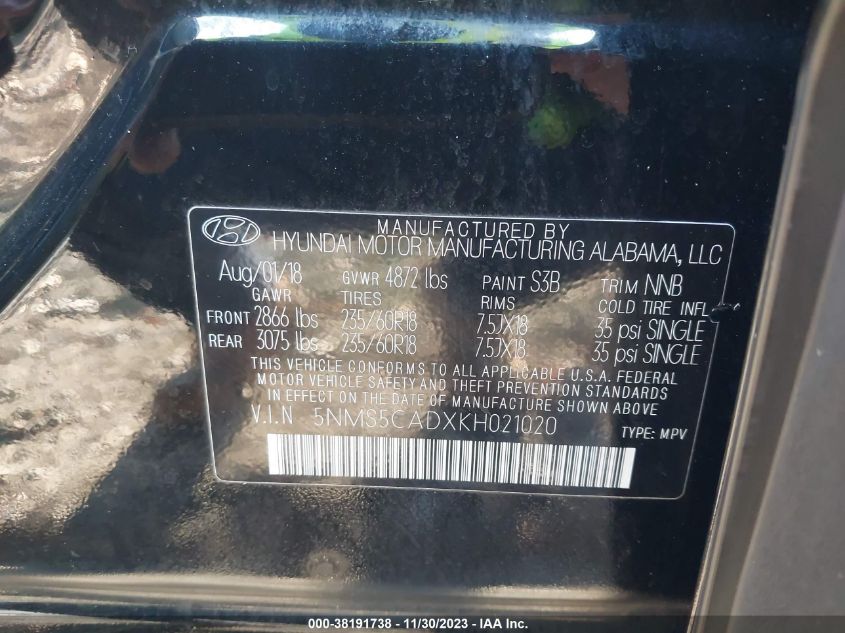 MANUFACTURED BY
HYUNDAI MOTOR MANUFACTURING ALABAMA, LLC
Aug/01/18 GVWR 4872 lbs PAINT S3B TRIM NNB
GAWR TIRES RIMS COLD TIRE INFL
FRONT 2866 lbs 235/60R18 7.5JX18 35 psi SINGLE
REAR 3075 lbs 235/60R18 7.5JX18 35 psi SINGLE
THIS VEHICLE CONFORMS TO ALL APPLICABLE U.S.A. FEDERAL
MOTOR VEHICLE SAFETY AND THEFT PREVENTION STANDARDS
IN EFFECT ON THE DATE OF MANUFACTURE SHOWN ABOVE
V.I.N 5NMS5CADXKH021020 TYPE: MPV
000-38191738 - 11/30/2023 - IAA Inc.